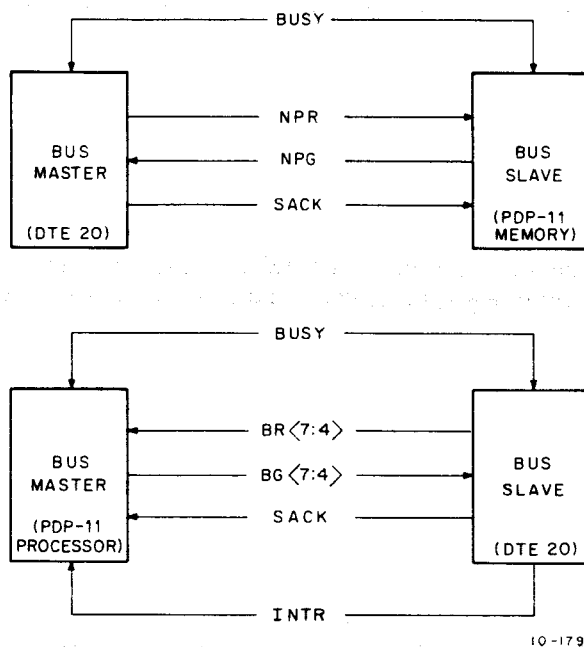 BUSY
BUS
MASTER
(DTE 20)
NPR
NPG
SACK
BUS
SLAVE
(PDP-11
MEMORY)
BUSY
BUS
MASTER
(PDP-11
PROCESSOR)
BR<7:4>
BG<7:4>
SACK
INTR
BUS
SLAVE
(DTE 20)
10-179